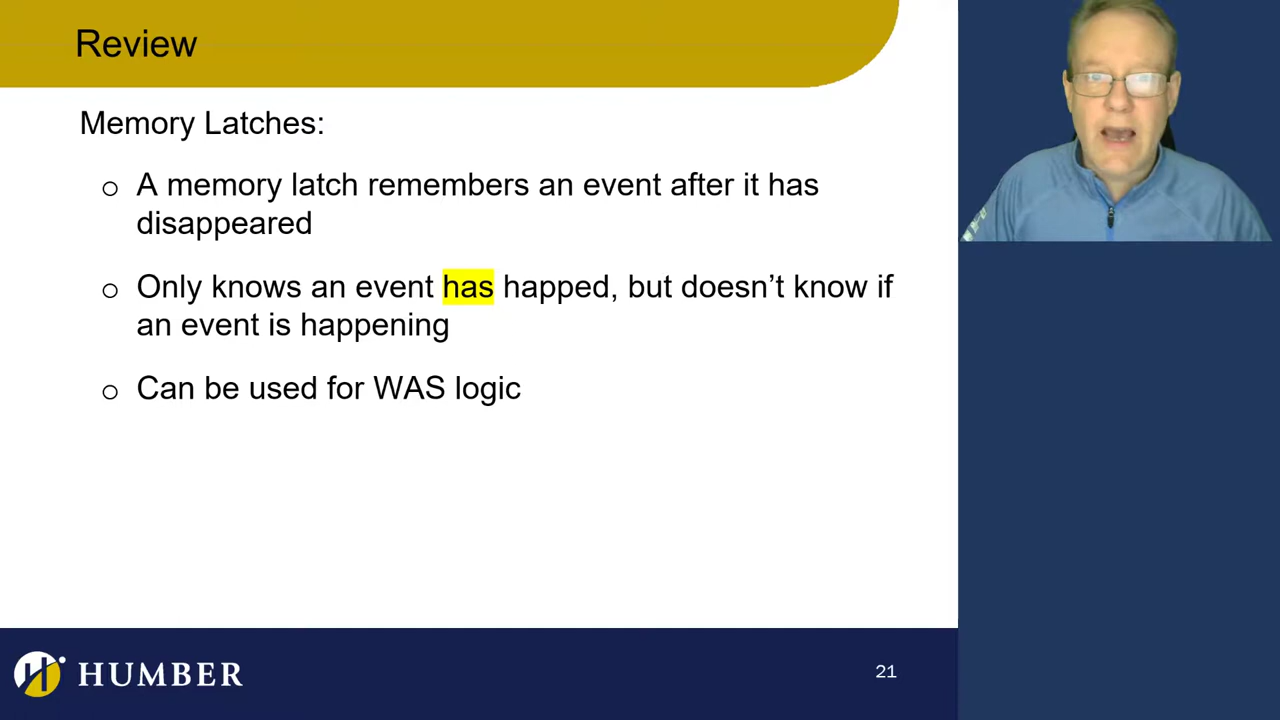 Review
Memory Latches:
o A memory latch remembers an event after it has
disappeared
o Only knows an event has happed, but doesn’t know if
an event is happening
o Can be used for WAS logic
HUMBER
21